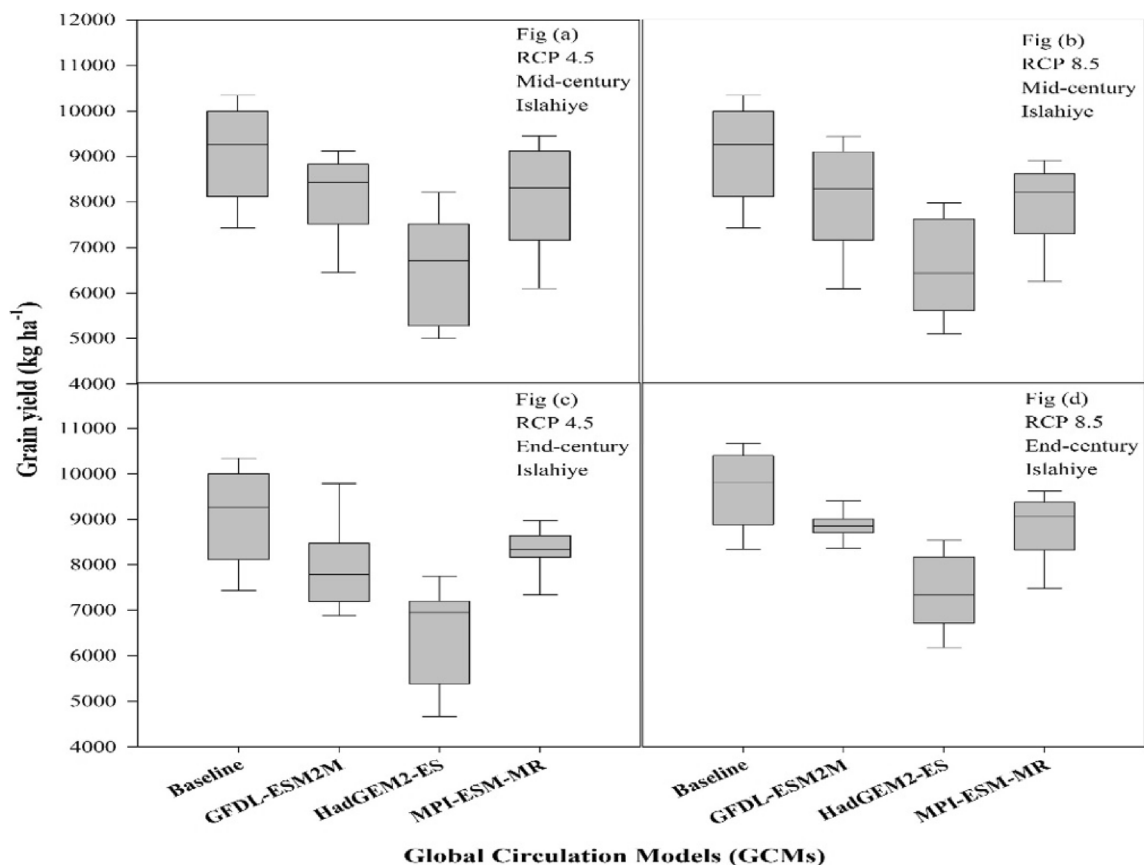 12000
11000
10000
9000
8000
7000
6000
5000
4000
Fig (a)
RCP 4.5
Mid-century
Islahiye
Fig (b)
RCP 8.5
Mid-century
Islahiye
Grain yield (kg ha⁻¹)
11000
10000
9000
8000
7000
6000
5000
4000
Fig (c)
RCP 4.5
End-century
Islahiye
Fig (d)
RCP 8.5
End-century
Islahiye
Baseline
GFDL-ESM2M
HadGEM2-ES
MPI-ESM-MR
Baseline
GFDL-ESM2M
HadGEM2-ES
MPI-ESM-MR
Global Circulation Models (GCMs)